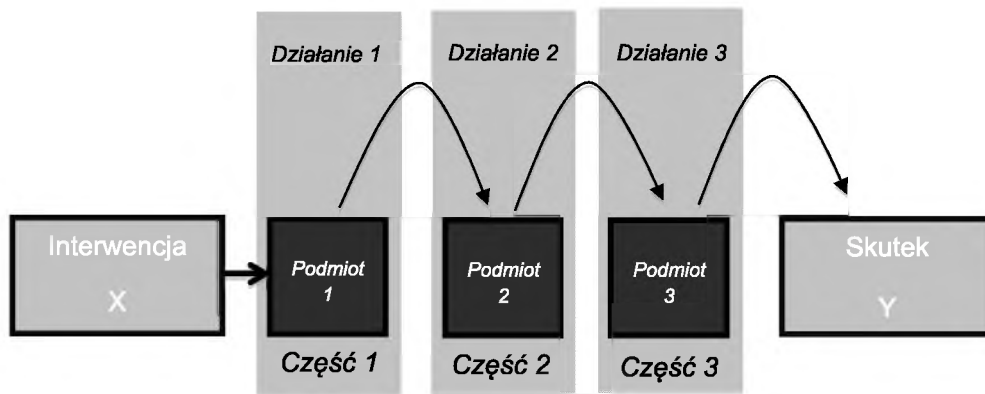 Działanie 1
Działanie 2
Działanie 3
Interwencja
X
Podmiot
1
Podmiot
2
Podmiot
3
Skutek
Y
Część 1
Część 2
Część 3